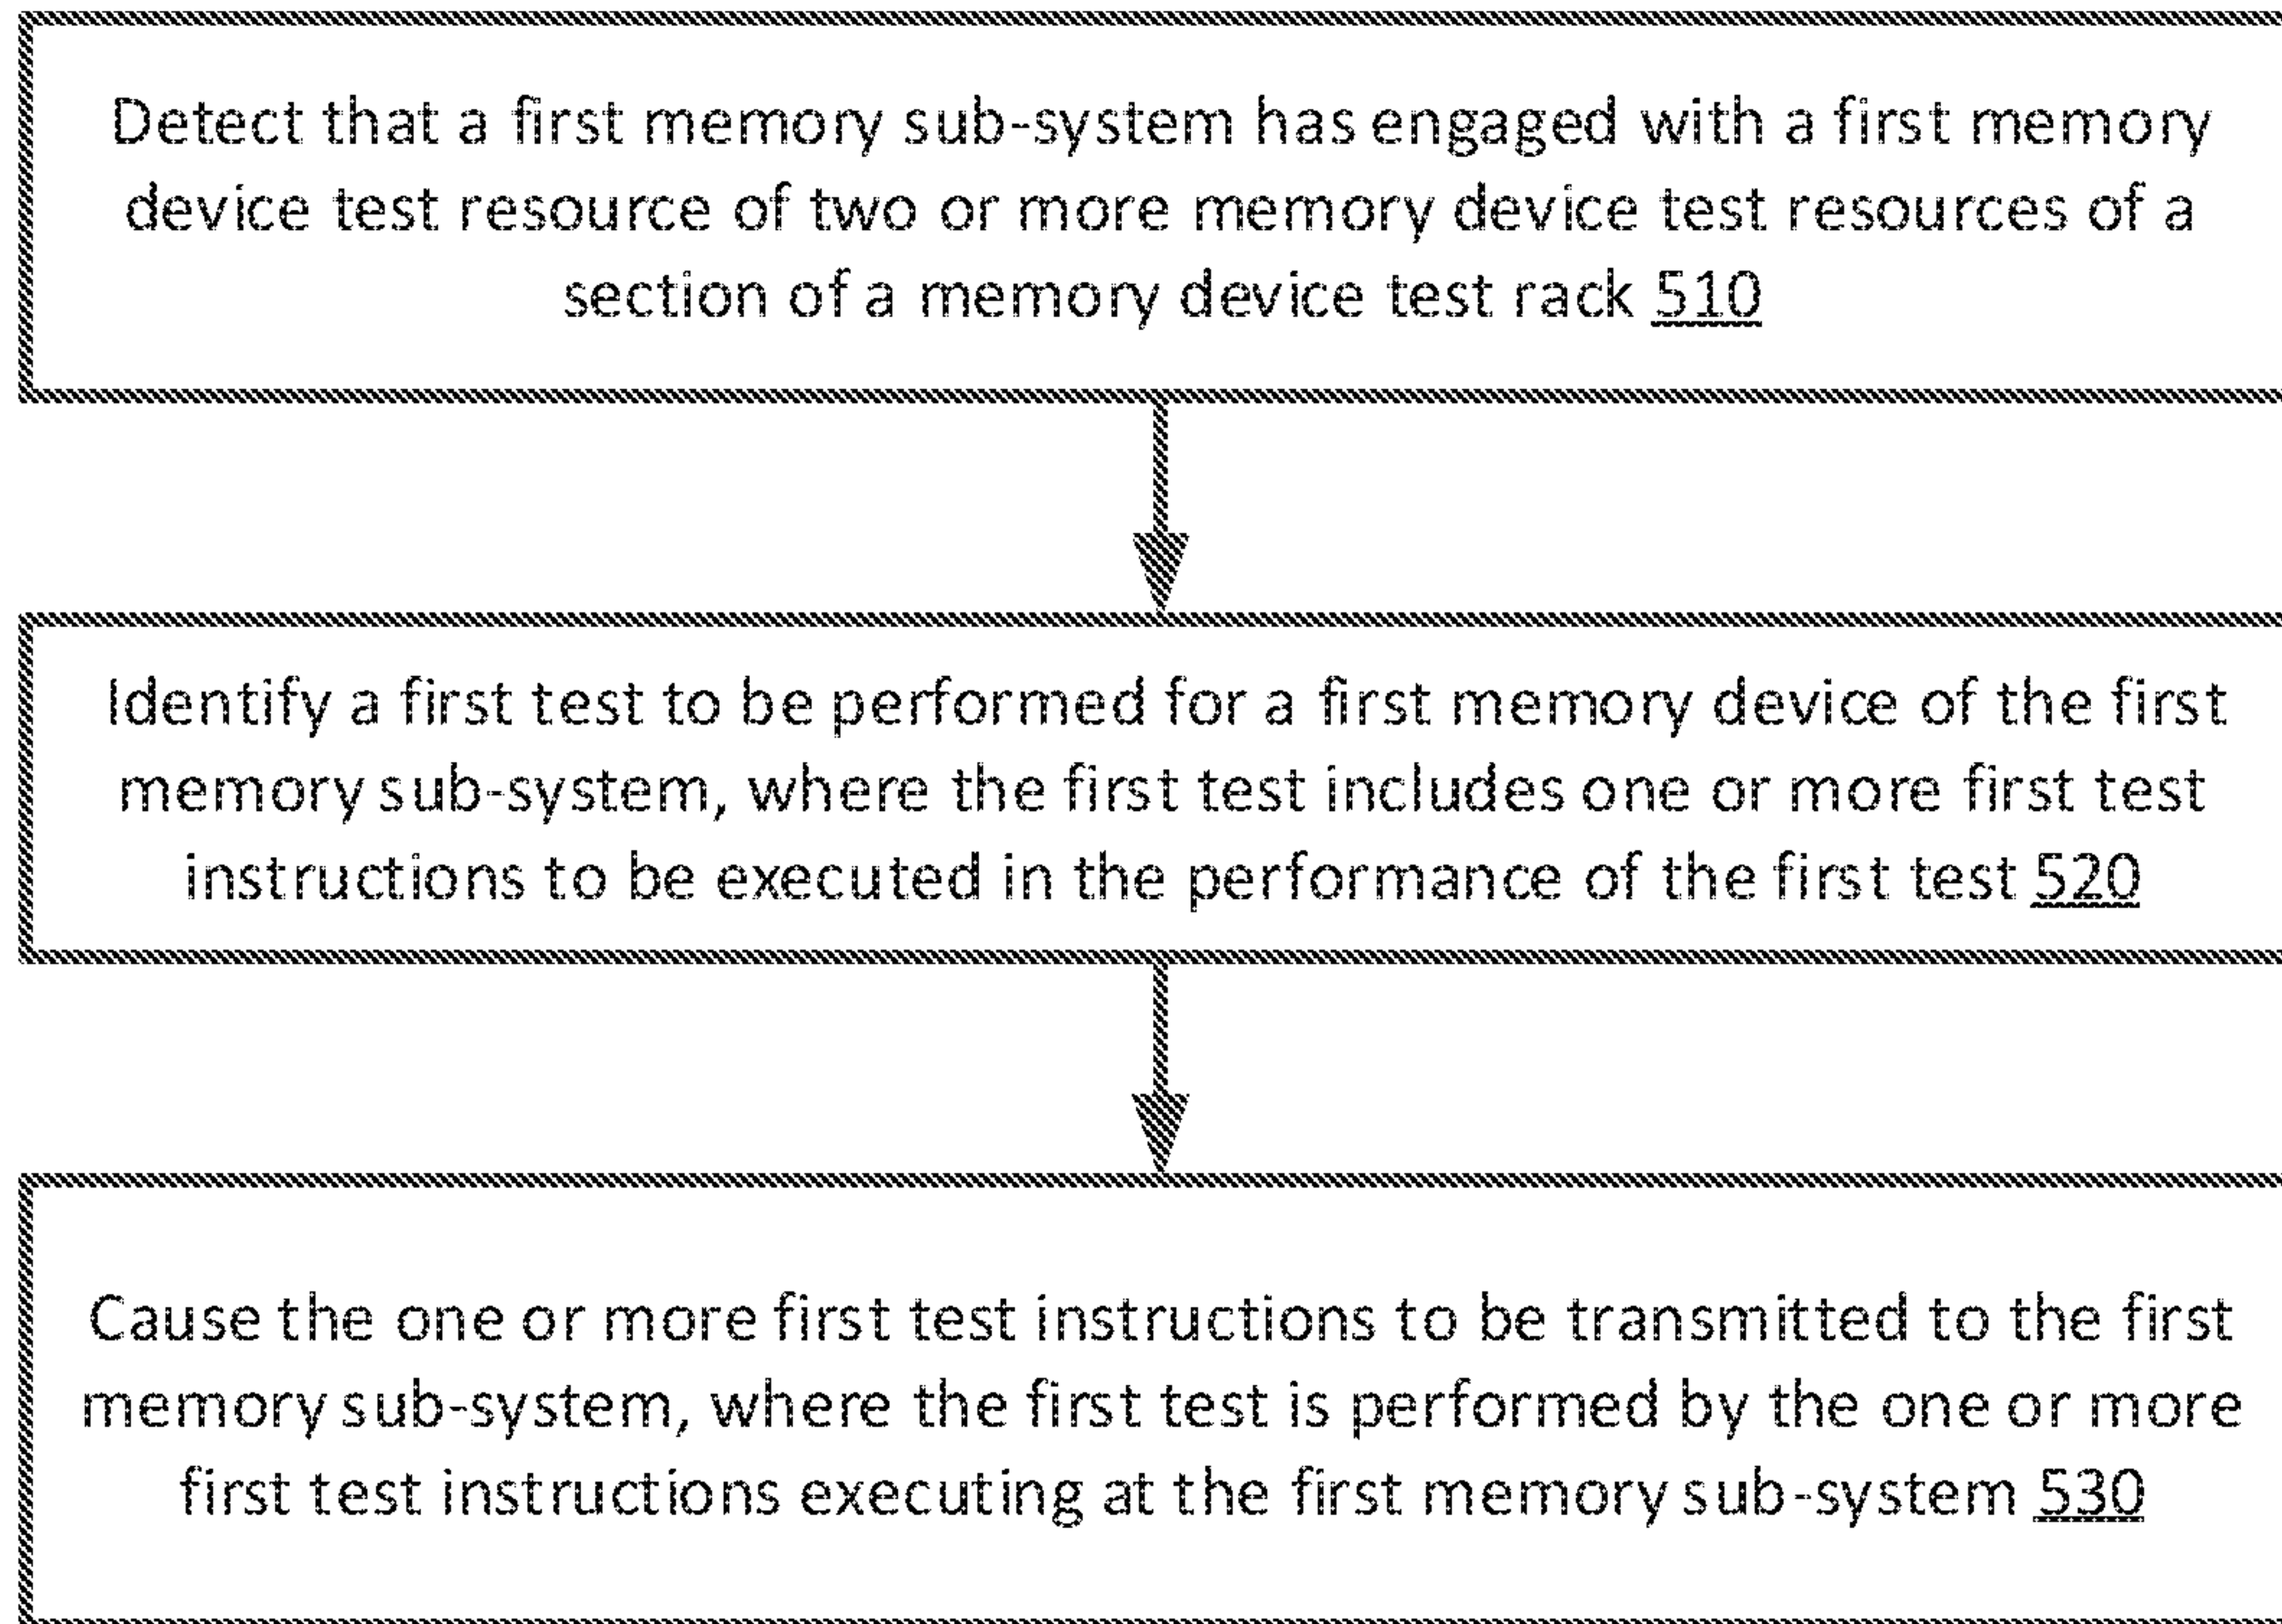 Detect that a first memory sub-system has engaged with a first memory
device test resource of two or more memory device test resources of a
section of a memory device test rack 510
Identify a first test to be performed for a first memory device of the first
memory sub-system, where the first test includes one or more first test
instructions to be executed in the performance of the first test 520
Cause the one or more first test instructions to be transmitted to the first
memory sub-system, where the first test is performed by the one or more
first test instructions executing at the first memory sub-system 530